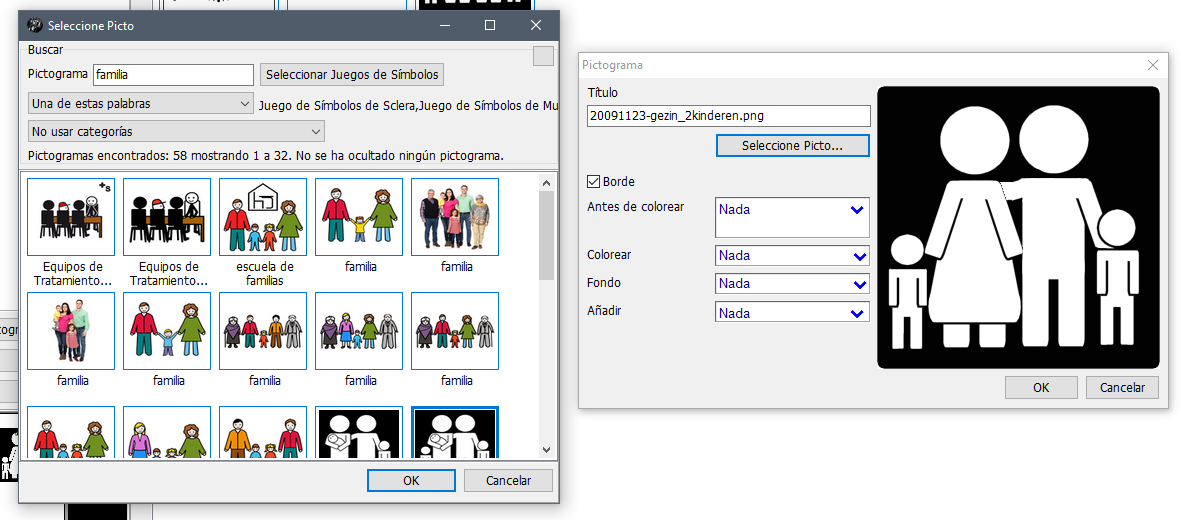 Seleccione Picto
Buscar
Pictograma
familia
Seleccionar Juegos de Símbolos
Una de estas palabras
Juego de Símbolos de Sclera,Juego de Símbolos de Mu
No usar categorías
Pictogramas encontrados: 58 mostrando 1 a 32. No se ha ocultado ningún pictograma.
+s
Equipos de
Tratamiento...
Equipos de
Tratamiento...
escuela de
familias
familia
familia
familia
familia
familia
familia
familia
OK
Cancelar
Pictograma
Título
20091123-gezin_2kinderen.png
Seleccione Picto...
Borde
Antes de colorear
Nada
Colorear
Nada
Fondo
Nada
Añadir
Nada
OK
Cancelar